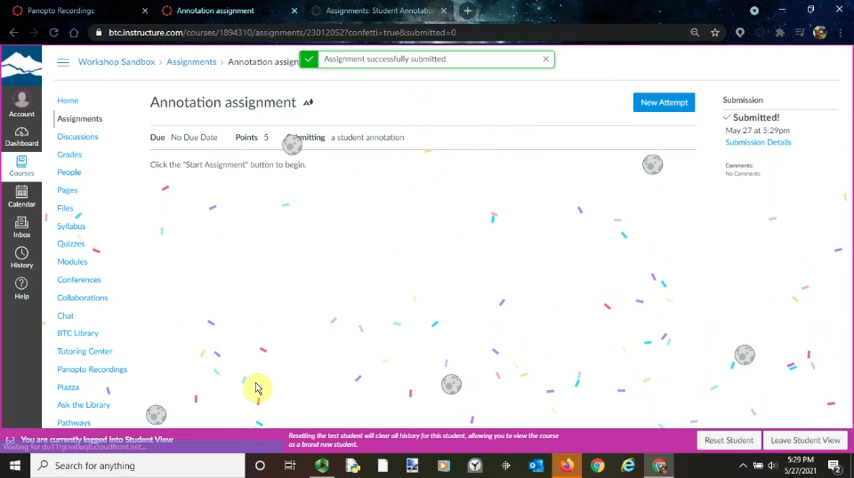 Panopto Recordings
Annotation assignment
Assignments: Student Annotation
btc.instructure.com/courses/1894310/assignments/23012052?confetti=true&submitted=0
Workshop Sandbox > Assignments > Annotation assign
Assignment successfully submitted.
Account
Dashboard
Courses
Calendar
Inbox
History
Help
Home
Assignments
Discussions
Grades
People
Pages
Files
Syllabus
Quizzes
Modules
Conferences
Collaborations
Chat
BTC Library
Tutoring Center
Panopto Recordings
Piazza
Ask the Library
Pathways
Annotation assignment
New Attempt
Due No Due Date Points 5 Submitting a student annotation
Click the "Start Assignment" button to begin.
Submission
Submitted!
May 27 at 5:29pm
Submission Details
Comments:
No Comments
You are currently logged into Student View
Resetting the test student will clear all history for this student, allowing you to view the course
as a brand new student.
Reset Student
Leave Student View
Search for anything
5:29 PM
5/27/2021
2